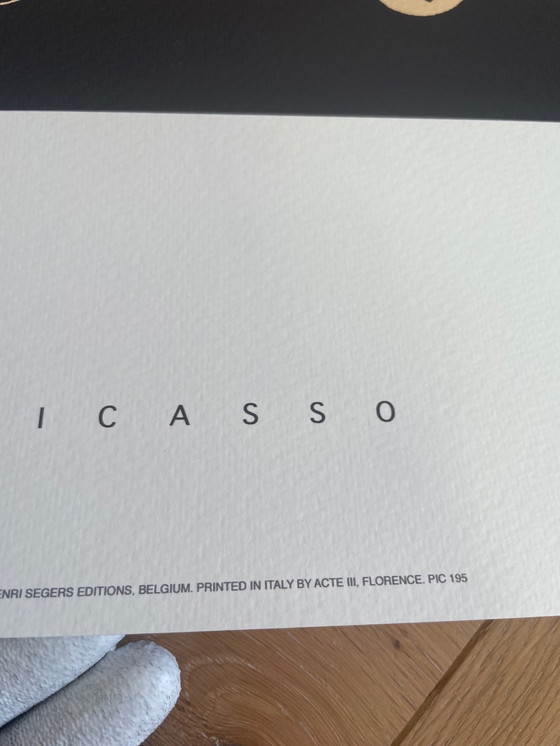 I C A S S O
ENRI SEGERS EDITIONS, BELGIUM. PRINTED IN ITALY BY ACTE III, FLORENCE. PIC 195